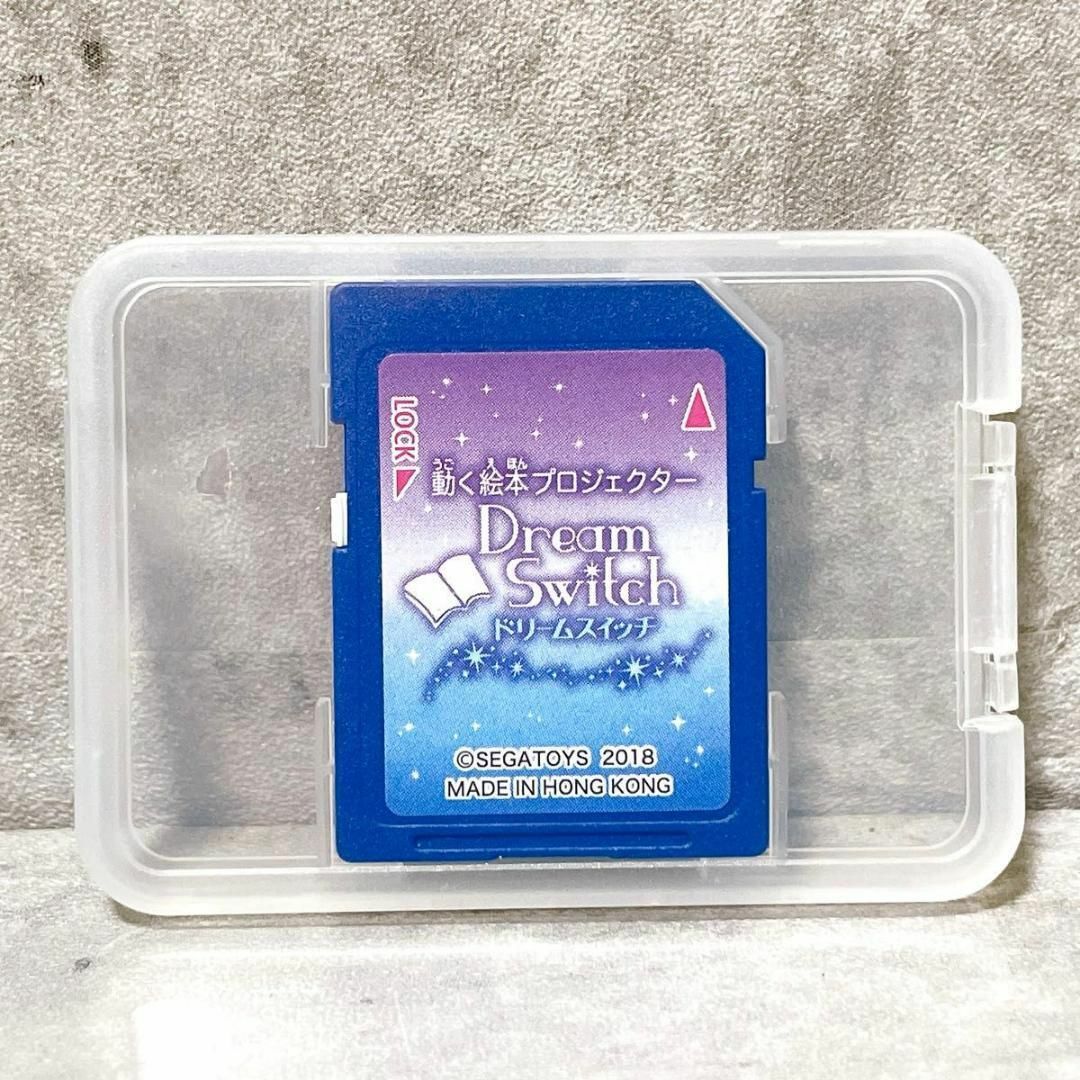 LOCK
動く絵本プロジェクター
Dream
Switch
ドリームスイッチ
©SEGATOYS 2018
MADE IN HONG KONG